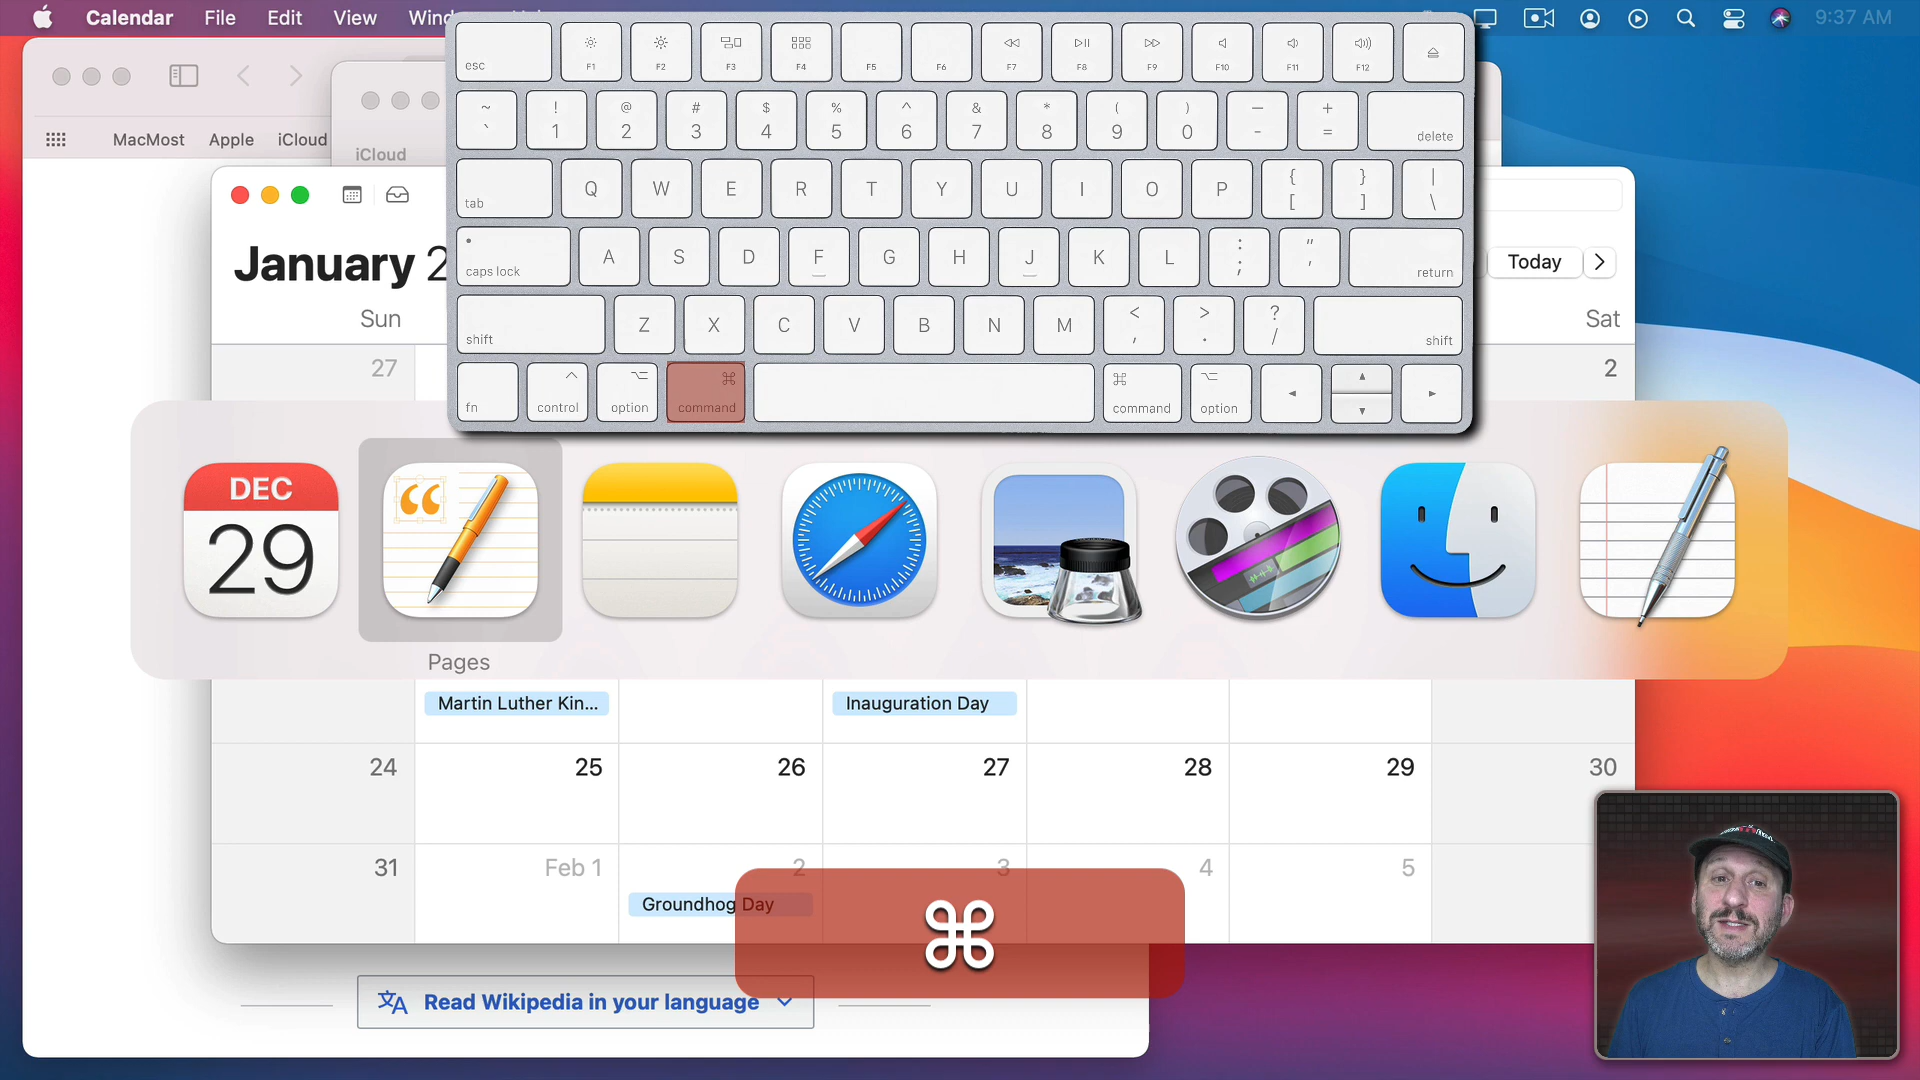 Calendar File Edit View Wind
9:37 AM
MacMost Apple iCloud
iCloud
esc F1 F2 F3 F4 F5 F6 F7 F8 F9 F10 F11 F12
~ ! @ # $ % ^ & * ( ) — +
` 1 2 3 4 5 6 7 8 9 0 - = delete
tab Q W E R T Y U I O P { [ } ] | \
caps lock A S D F G H J K L : ; " ' return
shift Z X C V B N M < , > . ? / shift
fn ^ control ⌥ option ⌘ command ⌘ command ⌥ option ◂ ▴ ▾ ▸
January 2
Today
Sun Sat
27 2
DEC
29
Pages
Martin Luther Kin... Inauguration Day
24 25 26 27 28 29 30
31 Feb 1 2 3 4 5
Groundhog Day
⌘
Read Wikipedia in your language